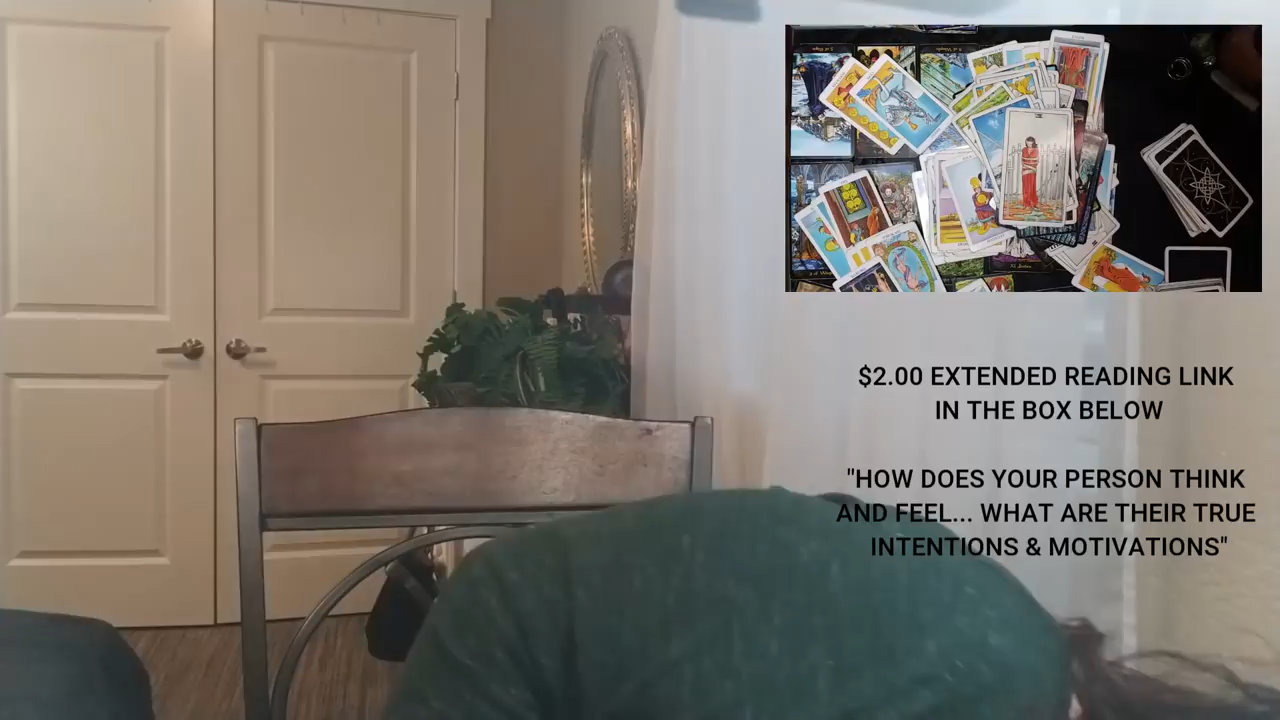 $2.00 EXTENDED READING LINK
IN THE BOX BELOW
"HOW DOES YOUR PERSON THINK
AND FEEL... WHAT ARE THEIR TRUE
INTENTIONS & MOTIVATIONS"